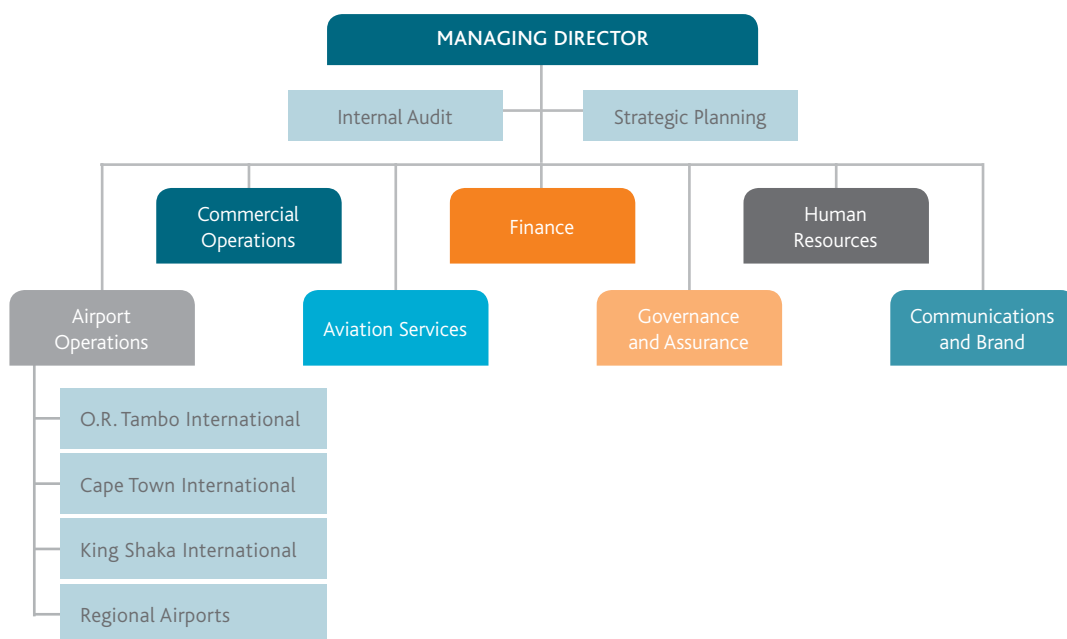 MANAGING DIRECTOR
Internal Audit
Strategic Planning
Commercial
Operations
Finance
Human
Resources
Airport
Operations
Aviation Services
Governance
and Assurance
Communications
and Brand
O.R. Tambo International
Cape Town International
King Shaka International
Regional Airports